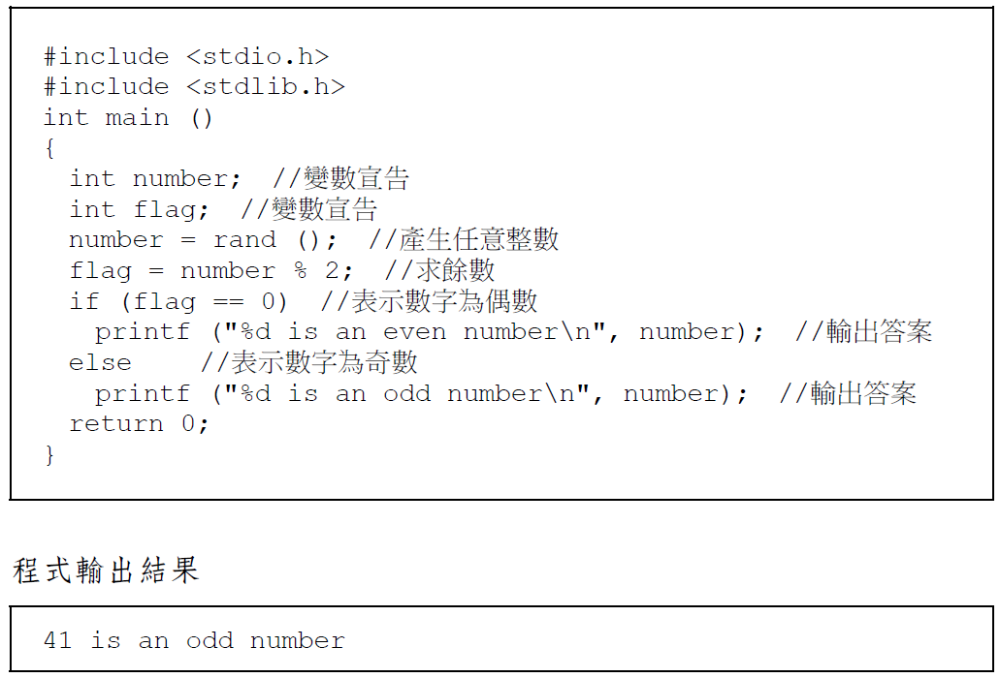 #include <stdio.h>
#include <stdlib.h>
int main ()
{
int number; //變數宣告
int flag; //變數宣告
number = rand (); //產生任意整數
flag = number % 2; //求餘數
if (flag == 0) //表示數字為偶數
printf ("%d is an even number\n", number); //輸出答案
else //表示數字為奇數
printf ("%d is an odd number\n", number); //輸出答案
return 0;
}
程式輸出結果
41 is an odd number